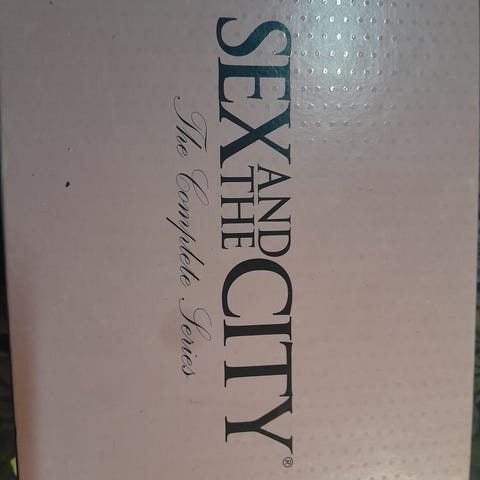 SEX AND THE CITY®
The Complete Series